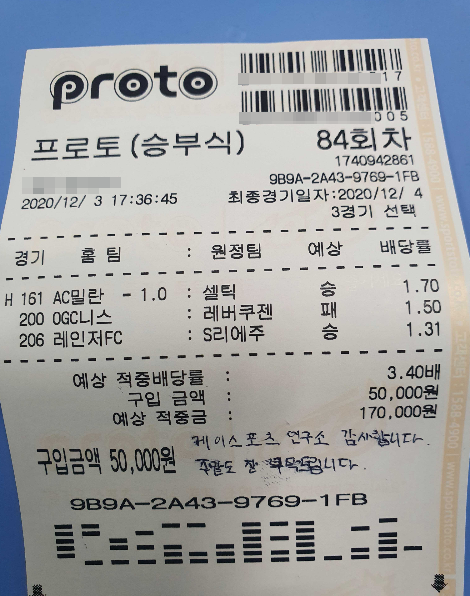 proto
17
005
프로토 (승부식) 84회차
1740942861
9B9A-2A43-9769-1FB
2020/12/ 3 17:36:45 최종경기일자:2020/12/ 4
3경기 선택
경기 홈 팀 : 원정팀 예상 배당률
H 161 AC밀란 - 1.0 : 셀틱 승 1.70
200 OGC니스 : 레버쿠젠 패 1.50
206 레인저FC : S리에주 승 1.31
예상 적중배당률 : 3.40배
구입 금액 : 50,000원
예상 적중금 : 170,000원
케이스포츠 연구소 감사합니다.
구입금액 50,000원 주말도 잘 부탁드립니다.
9B9A-2A43-9769-1FB